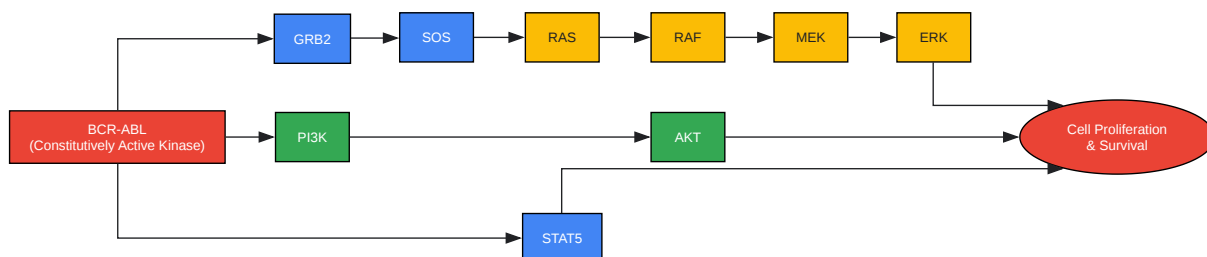 GRB2
SOS
RAS
RAF
MEK
ERK
BCR-ABL
(Constitutively Active Kinase)
PI3K
AKT
Cell Proliferation
& Survival
STAT5